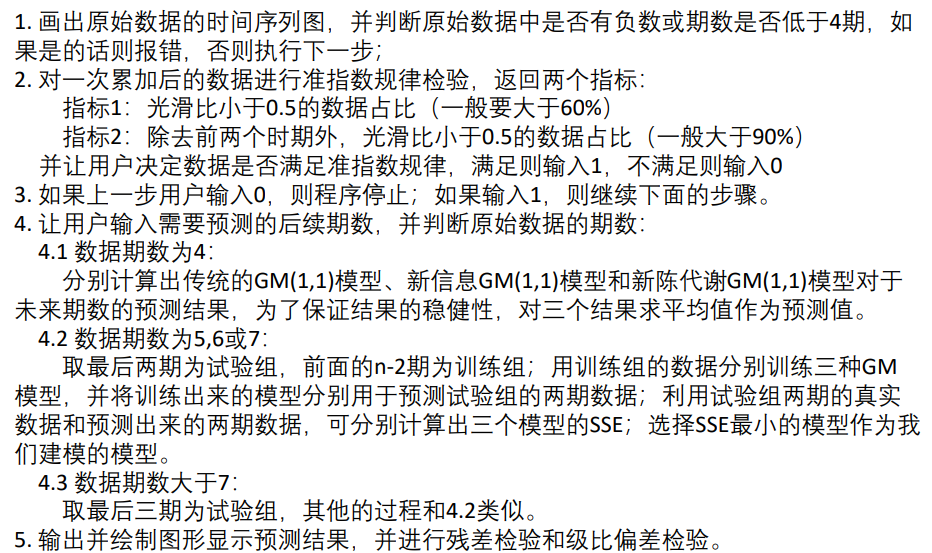 1. 画出原始数据的时间序列图，并判断原始数据中是否有负数或期数是否低于4期，如
果是的话则报错，否则执行下一步；
2. 对一次累加后的数据进行准指数规律检验，返回两个指标：
指标1：光滑比小于0.5的数据占比（一般要大于60%）
指标2：除去前两个时期外，光滑比小于0.5的数据占比（一般大于90%）
并让用户决定数据是否满足准指数规律，满足则输入1，不满足则输入0
3. 如果上一步用户输入0，则程序停止；如果输入1，则继续下面的步骤。
4. 让用户输入需要预测的后续期数，并判断原始数据的期数：
4.1 数据期数为4：
分别计算出传统的GM(1,1)模型、新信息GM(1,1)模型和新陈代谢GM(1,1)模型对于
未来期数的预测结果，为了保证结果的稳健性，对三个结果求平均值作为预测值。
4.2 数据期数为5,6或7：
取最后两期为试验组，前面的n-2期为训练组；用训练组的数据分别训练三种GM
模型，并将训练出来的模型分别用于预测试验组的两期数据；利用试验组两期的真实
数据和预测出来的两期数据，可分别计算出三个模型的SSE；选择SSE最小的模型作为我
们建模的模型。
4.3 数据期数大于7：
取最后三期为试验组，其他的过程和4.2类似。
5. 输出并绘制图形显示预测结果，并进行残差检验和级比偏差检验。